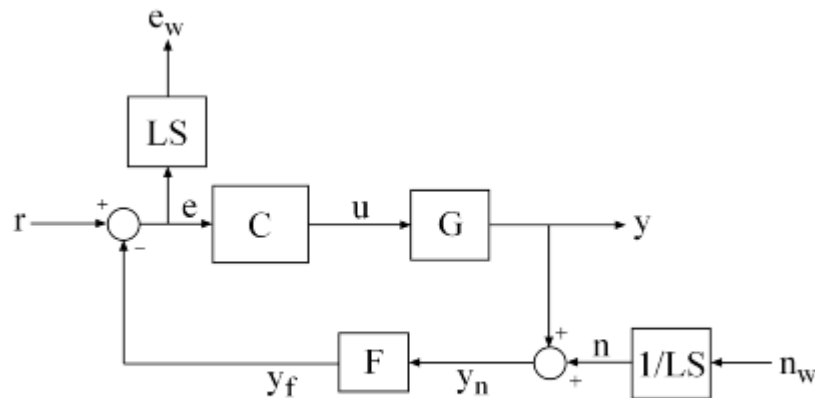 e_w
LS
r + − e C u G y
+
y_f F y_n + n 1/LS n_w